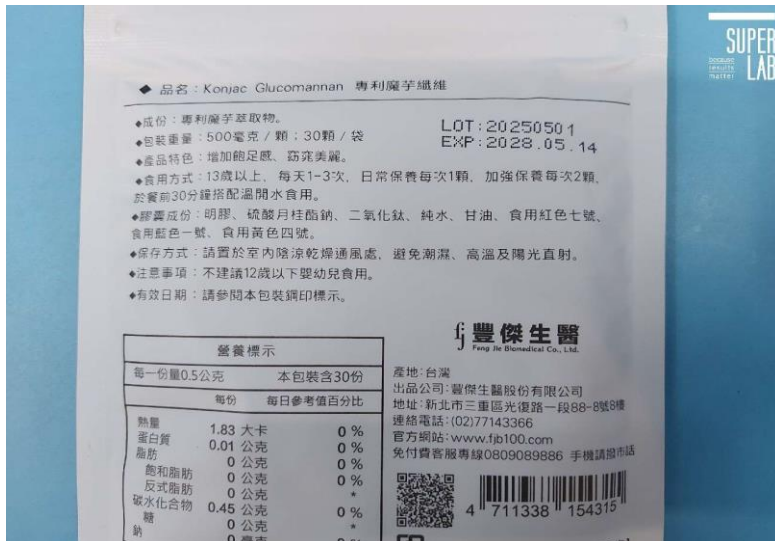 SUPER LAB
because results matter
◆ 品名：Konjac Glucomannan 專利魔芋纖維
◆成份：專利魔芋萃取物。
◆包裝重量：500毫克 / 顆；30顆 / 袋
LOT:20250501
EXP:2028.05.14
◆產品特色：增加飽足感、窈窕美麗。
◆食用方式：13歲以上、每天1-3次，日常保養每次1顆，加強保養每次2顆，
於餐前30分鐘搭配溫開水食用。
◆膠囊成份：明膠、硫酸月桂酯鈉、二氧化鈦、純水、甘油、食用紅色七號、
食用藍色一號、食用黃色四號。
◆保存方式：請置於室內陰涼乾燥通風處，避免潮濕、高溫及陽光直射。
◆注意事項：不建議12歲以下嬰幼兒食用。
◆有效日期：請參閱本包裝鋼印標示。
fj 豐傑生醫
Feng Jie Biomedical Co., Ltd.
營養標示
每一份量0.5公克 本包裝含30份
每份 每日參考值百分比
熱量 1.83 大卡 0 %
蛋白質 0.01 公克 0 %
脂肪 0 公克 0 %
飽和脂肪 0 公克 0 %
反式脂肪 0 公克 *
碳水化合物 0.45 公克 0 %
糖 0 公克 *
鈉 0 毫克 0 %
產地：台灣
出品公司：豐傑生醫股份有限公司
地址：新北市三重區光復路一段88-8號8樓
連絡電話：(02)77143366
官方網站：www.fjb100.com
免付費客服專線0809089886 手機請撥市話
4 711338 154315